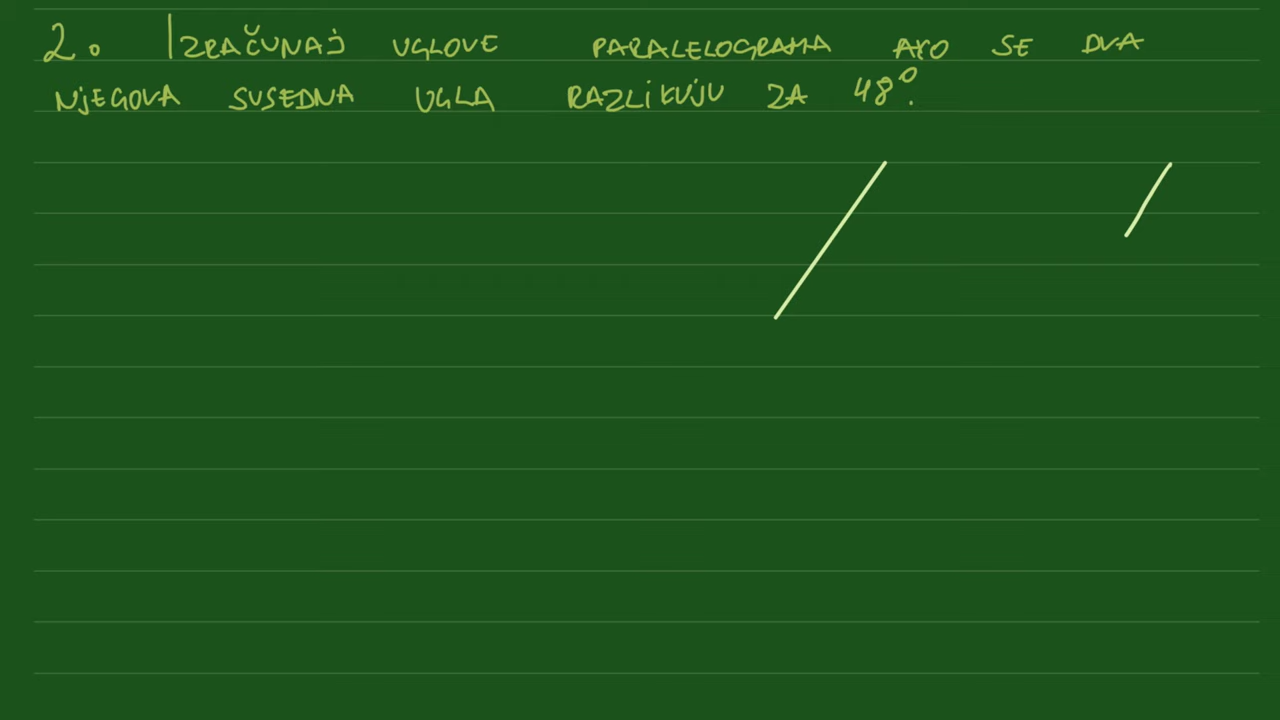 2. IZRAČUNAJ UGLOVE PARALELOGRAMA AKO SE DVA
NJEGOVA SUSEDNA UGLA RAZLIKUJU ZA 48°.